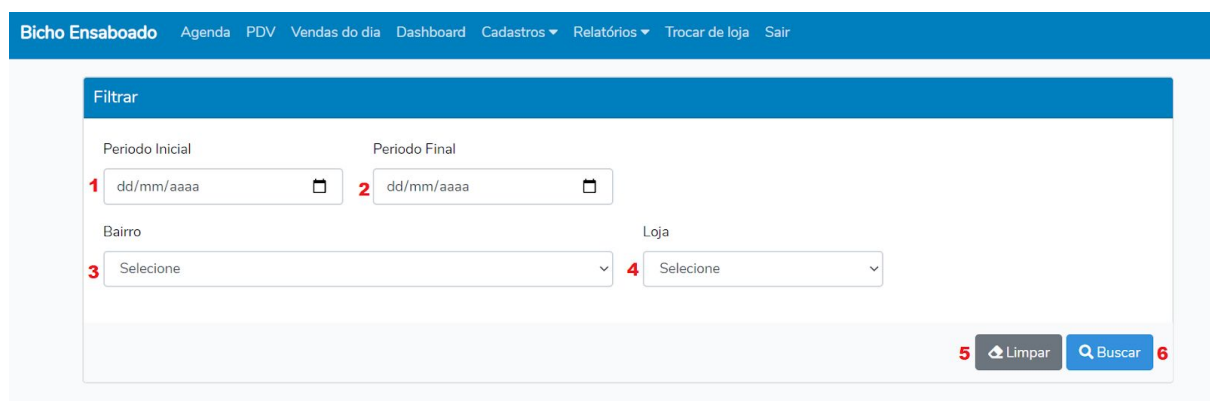 Bicho Ensaboado Agenda PDV Vendas do dia Dashboard Cadastros Relatórios Trocar de loja Sair
Filtrar
Periodo Inicial Periodo Final
1 dd/mm/aaaa 2 dd/mm/aaaa
Bairro Loja
3 Selecione 4 Selecione
5 Limpar Buscar 6